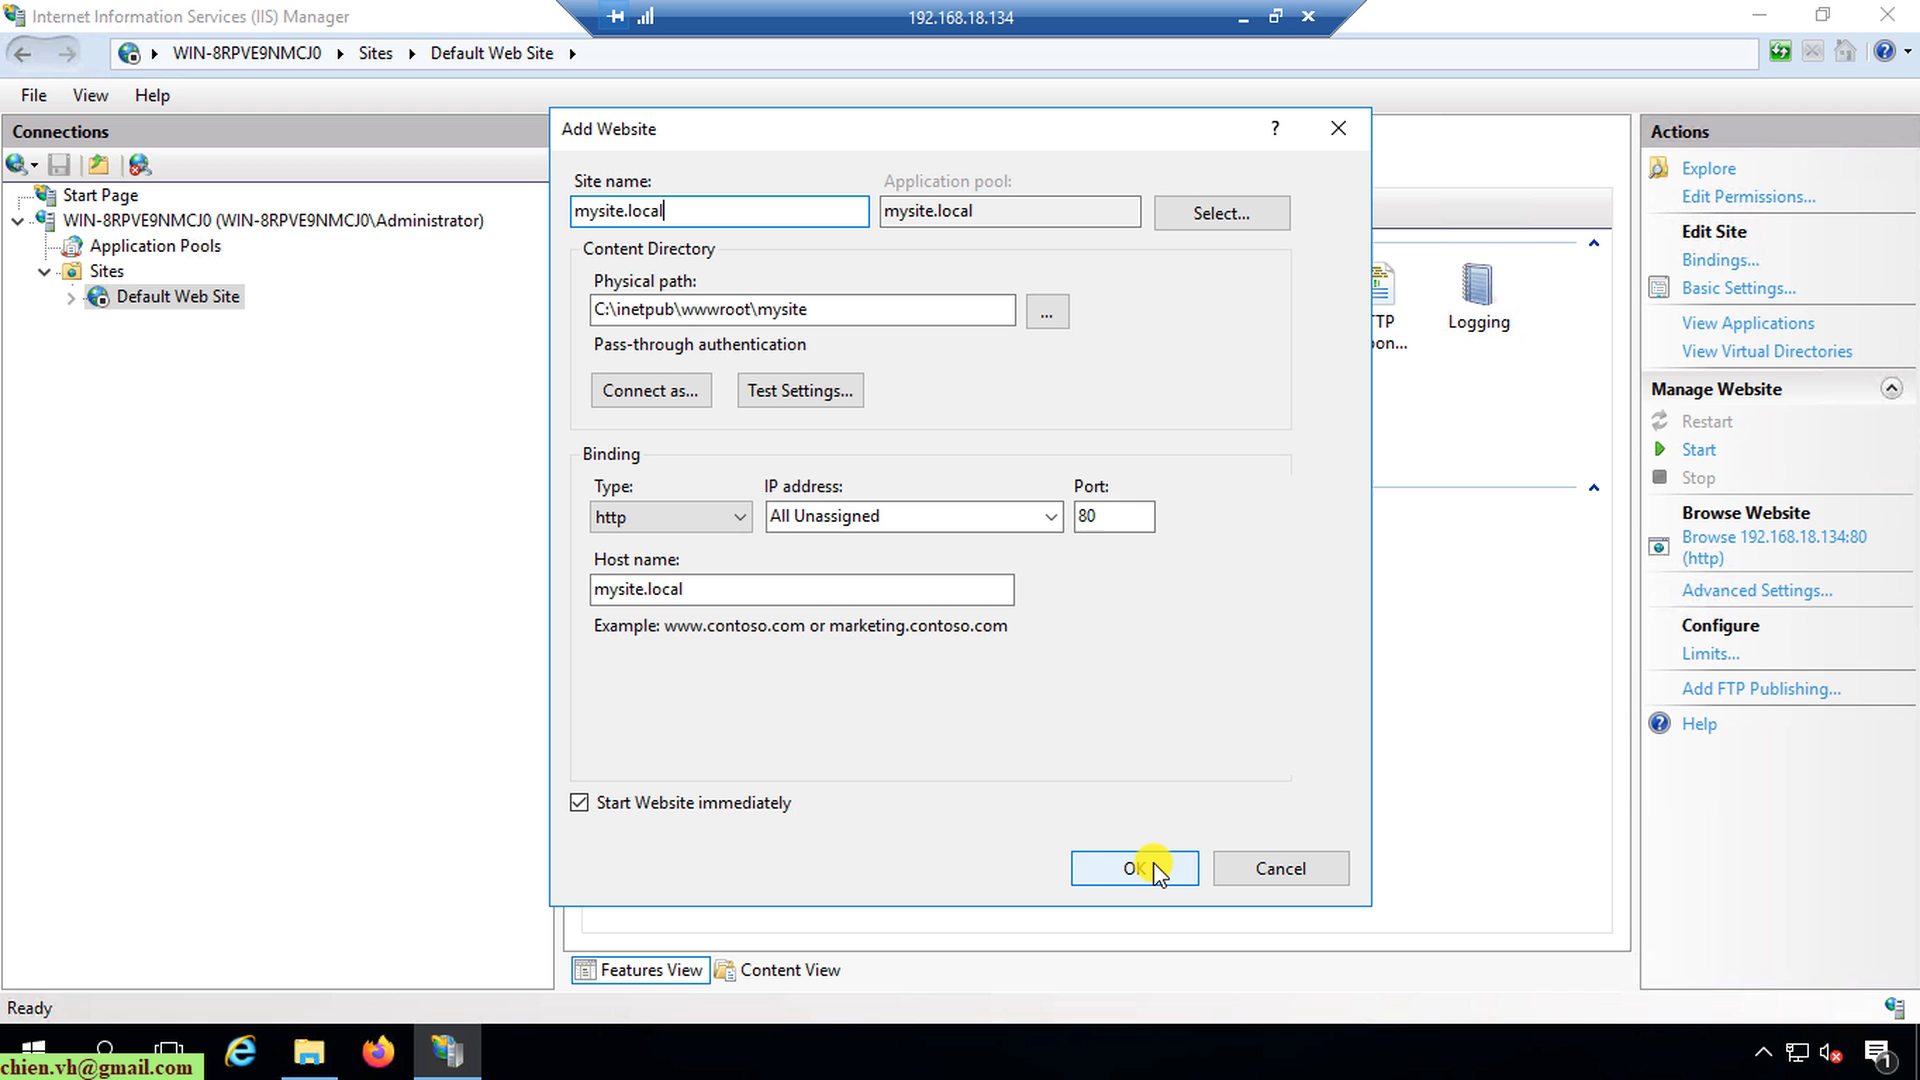 Internet Information Services (IIS) Manager
192.168.18.134
WIN-8RPVE9NMCJ0
Sites
Default Web Site
File
View
Help
Connections
Start Page
WIN-8RPVE9NMCJ0 (WIN-8RPVE9NMCJ0\Administrator)
Application Pools
Sites
Default Web Site
Add Website
?
Site name:
Application pool:
mysite.local
mysite.local
Select...
Content Directory
Physical path:
C:\inetpub\wwwroot\mysite
...
Pass-through authentication
Connect as...
Test Settings...
Binding
Type:
IP address:
Port:
http
All Unassigned
80
Host name:
mysite.local
Example: www.contoso.com or marketing.contoso.com
Start Website immediately
OK
Cancel
Logging
Features View
Content View
Actions
Explore
Edit Permissions...
Edit Site
Bindings...
Basic Settings...
View Applications
View Virtual Directories
Manage Website
Restart
Start
Stop
Browse Website
Browse 192.168.18.134:80
(http)
Advanced Settings...
Configure
Limits...
Add FTP Publishing...
Help
Ready
chien.vh@gmail.com
1